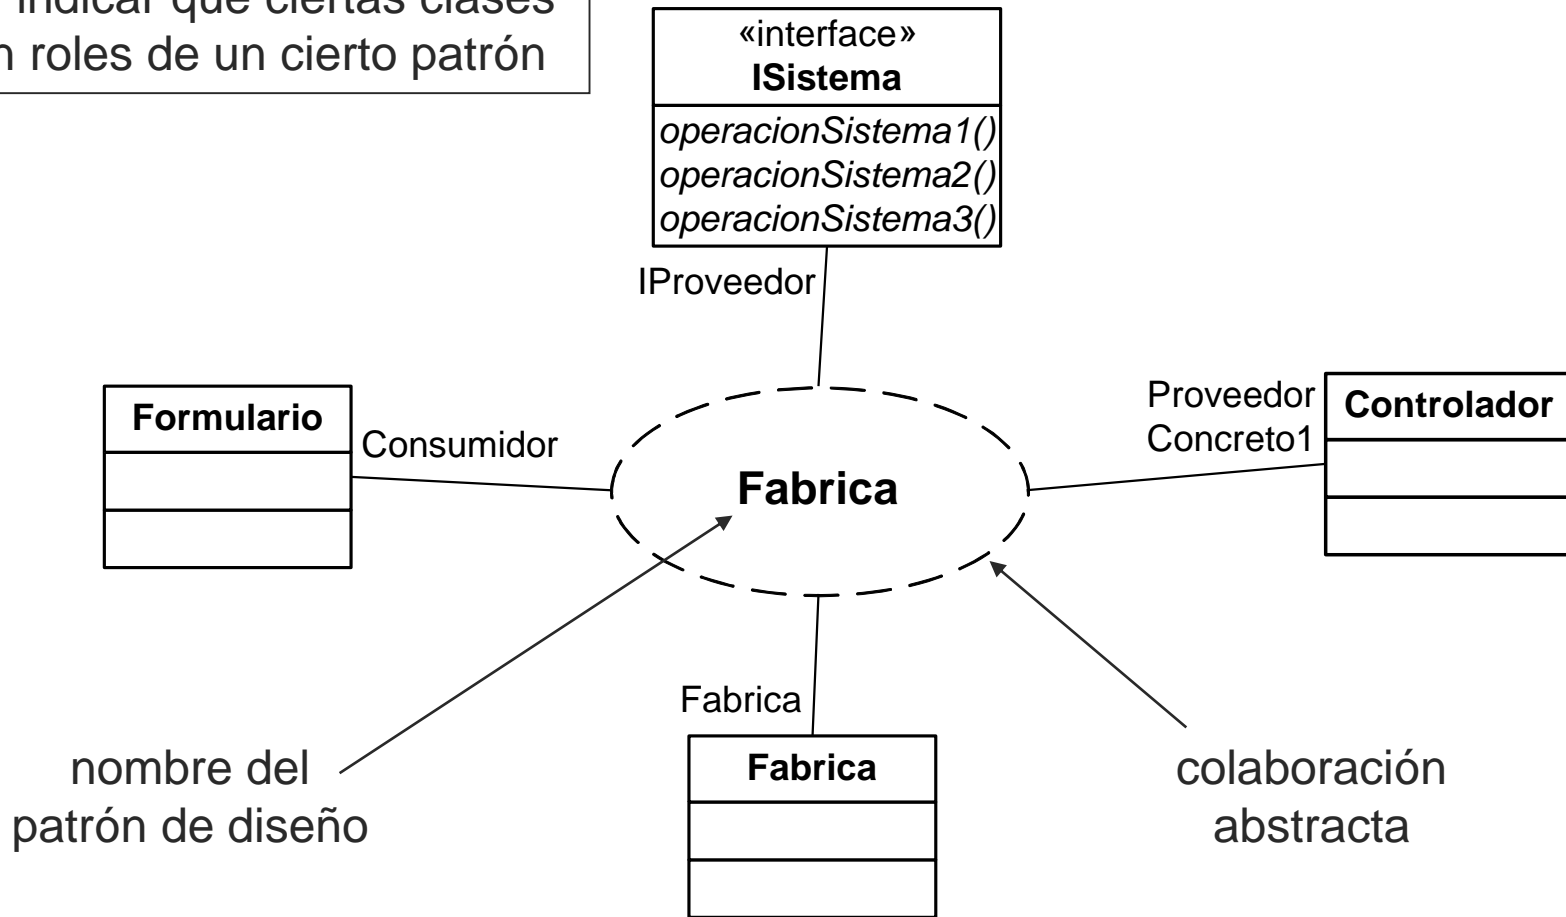 indicar que ciertas clases
roles de un cierto patrón
«interface»
ISistema
operacionSistema1()
operacionSistema2()
operacionSistema3()
IProveedor
Formulario
Consumidor
Fabrica
Proveedor
Concreto1
Controlador
Fabrica
Fabrica
nombre del
patrón de diseño
colaboración
abstracta